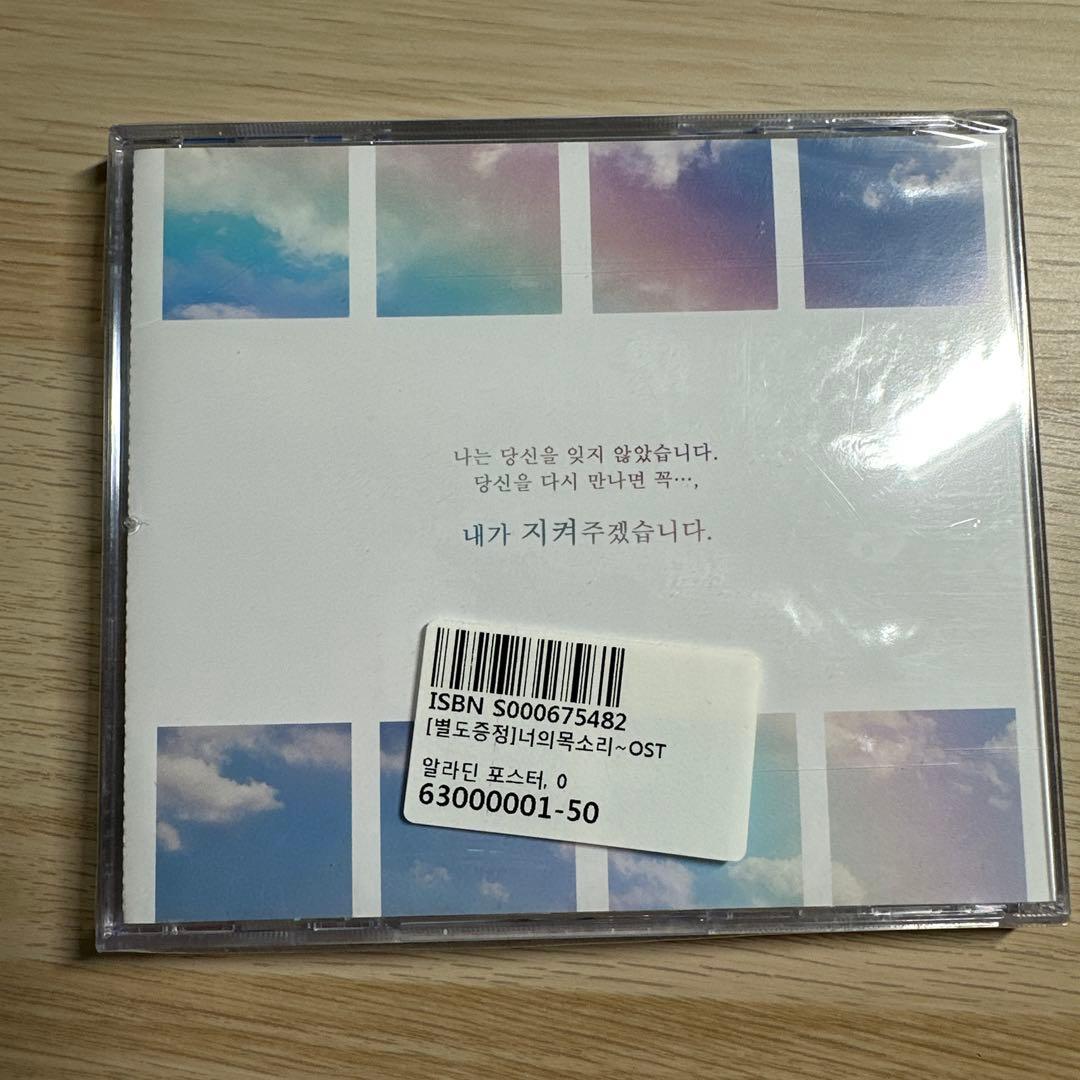 나는 당신을 잊지 않았습니다.
당신을 다시 만나면 꼭…,
내가 지켜주겠습니다.
ISBN S000675482
[별도증정]너의목소리~OST
알라딘 포스터, 0
63000001-50